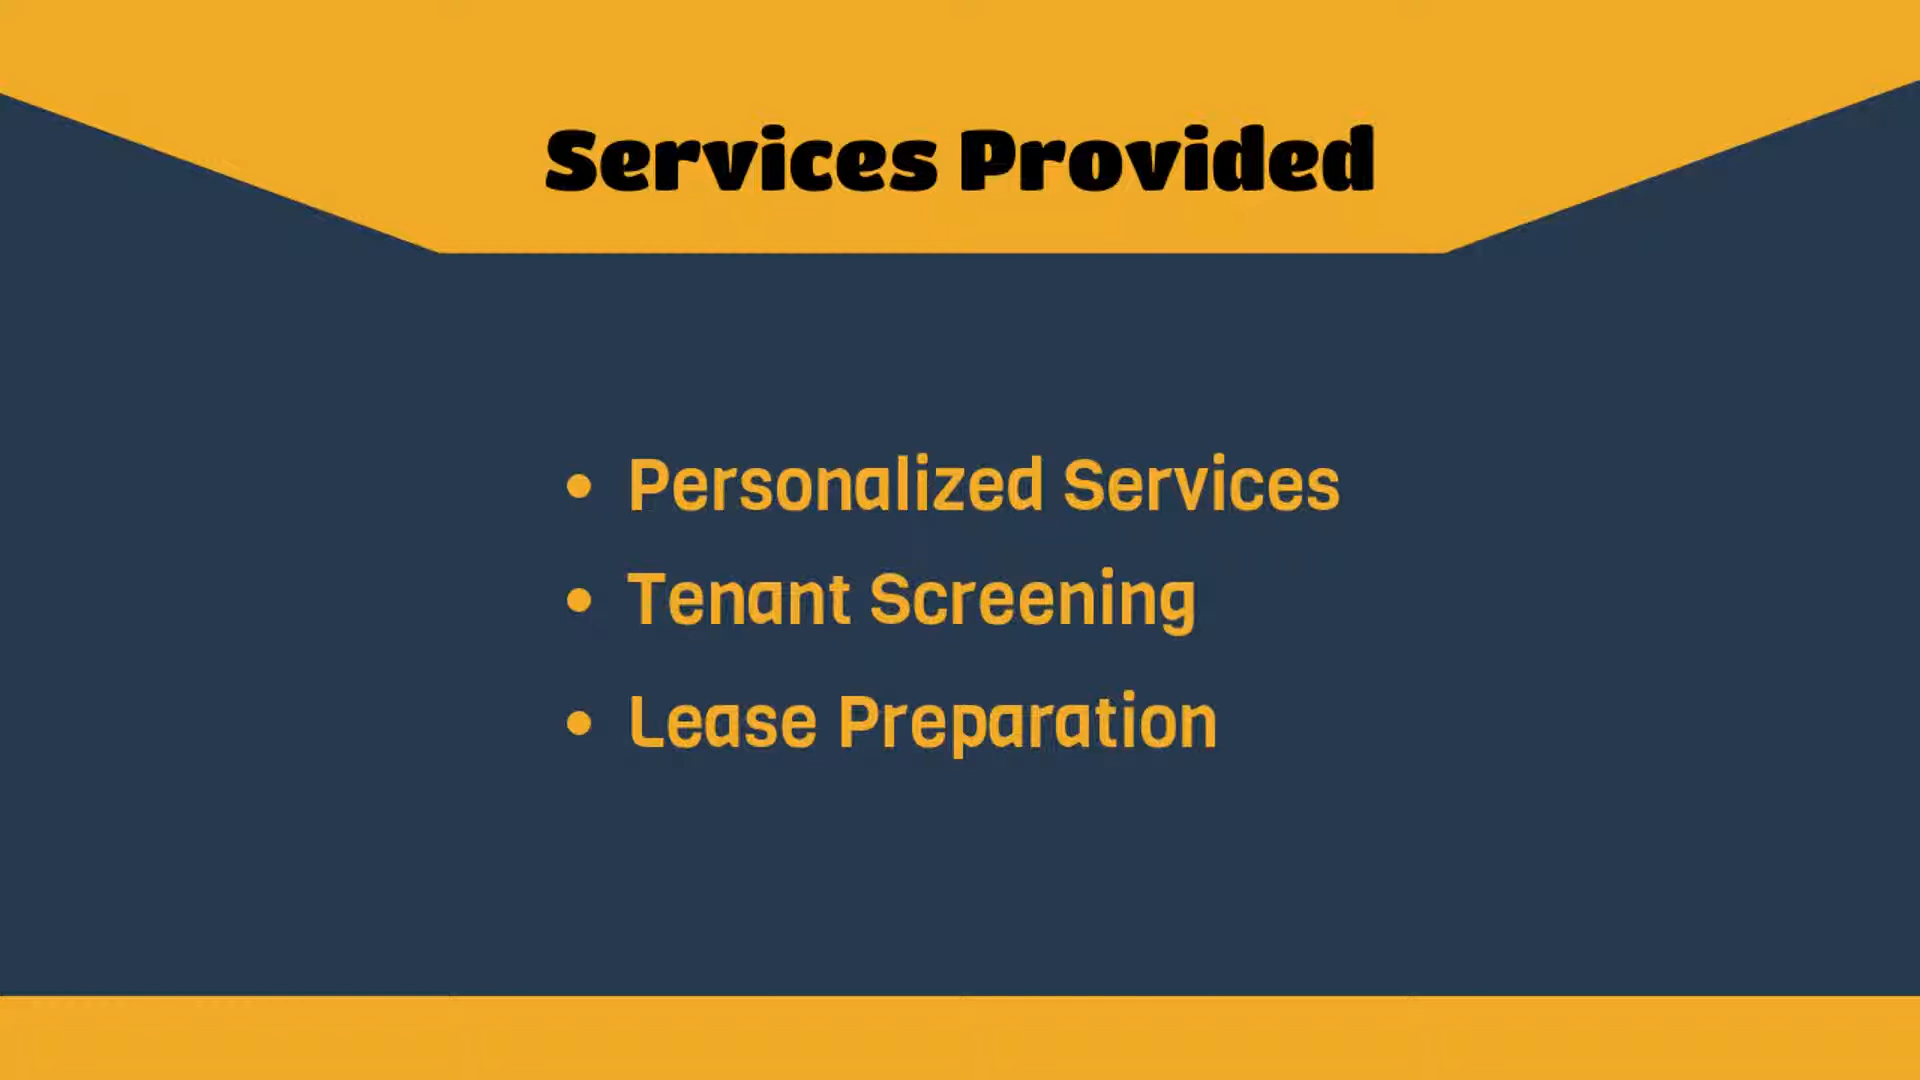 Services Provided
• Personalized Services
• Tenant Screening
• Lease Preparation